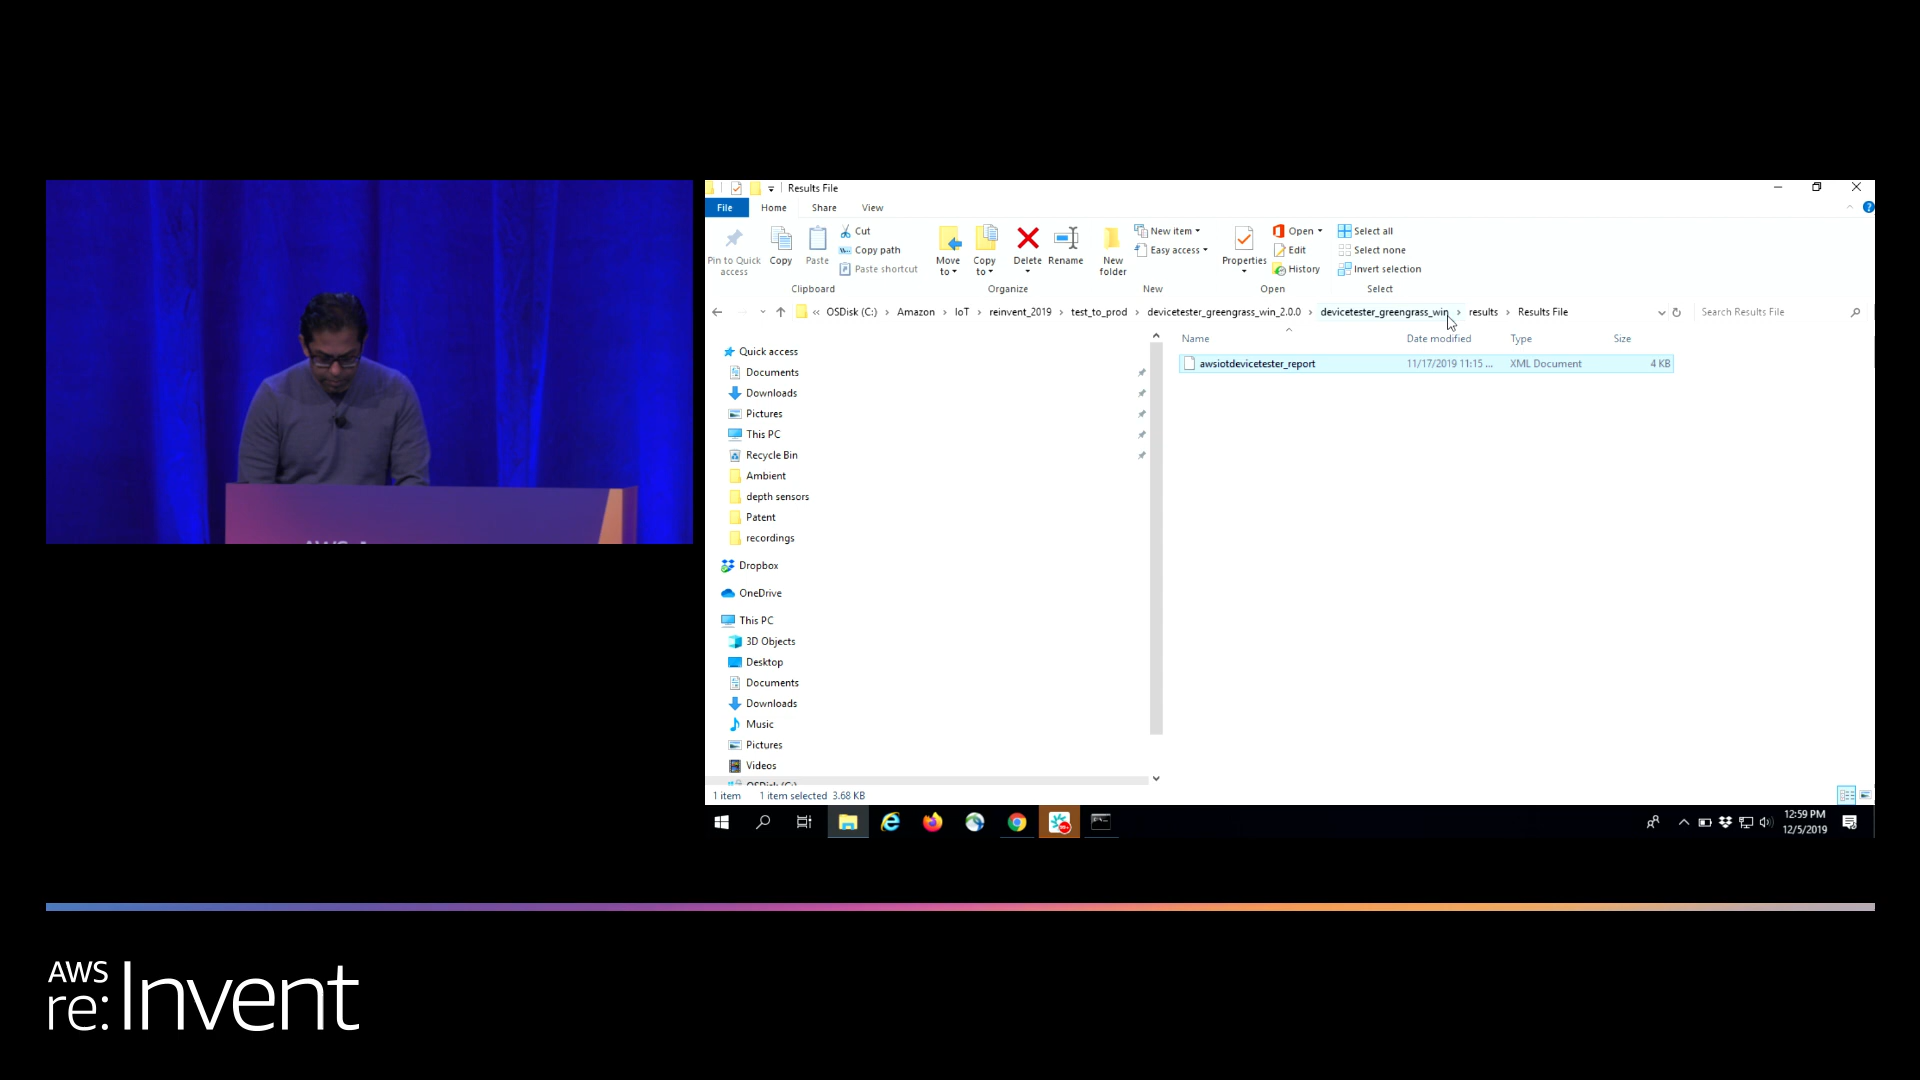 Results File
File Home Share View
Pin to Quick access
Copy
Paste
Cut
Copy path
Paste shortcut
Clipboard
Move to
Copy to
Delete
Rename
Organize
New folder
New item
Easy access
New
Properties
Open
Edit
History
Open
Select all
Select none
Invert selection
Select
« OSDisk (C:) › Amazon › IoT › reinvent_2019 › test_to_prod › devicetester_greengrass_win_2.0.0 › devicetester_greengrass_win › results › Results File
Search Results File
Name Date modified Type Size
awsiotdevicetester_report 11/17/2019 11:15 ... XML Document 4 KB
Quick access
Documents
Downloads
Pictures
This PC
Recycle Bin
Ambient
depth sensors
Patent
recordings
Dropbox
OneDrive
This PC
3D Objects
Desktop
Documents
Downloads
Music
Pictures
Videos
OSDisk (C:)
1 item 1 item selected 3.68 KB
12:59 PM
12/5/2019
AWS
re:Invent